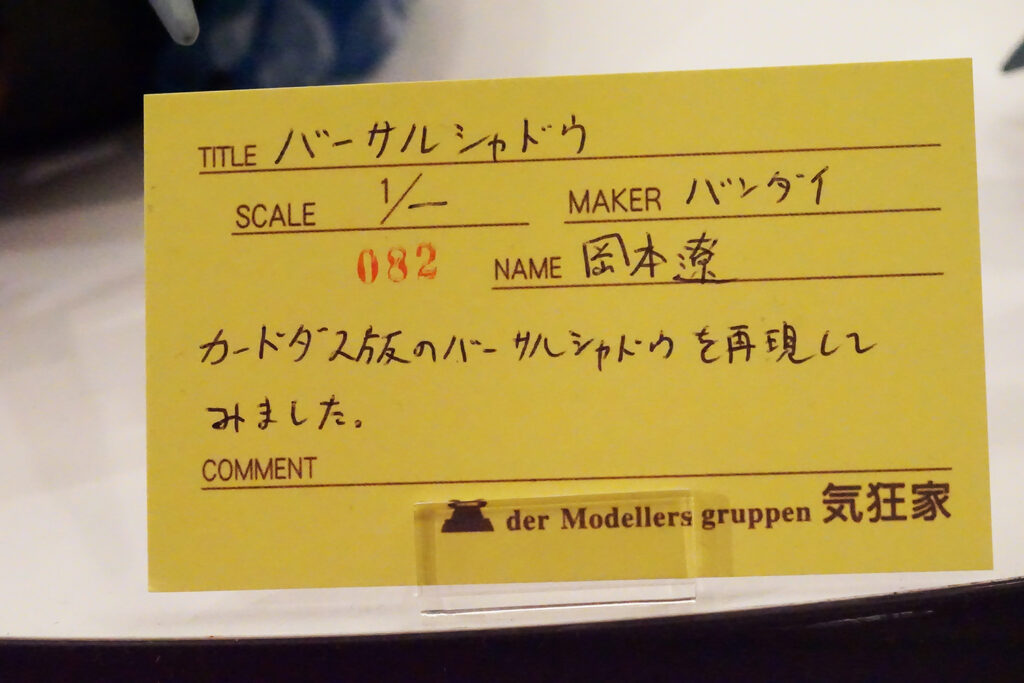 TITLE バーサルシャドウ
SCALE 1/— MAKER バンダイ
082 NAME 岡本遼
カードダス版のバーサルシャドウを再現して
みました。
COMMENT
der Modellers gruppen 気狂家